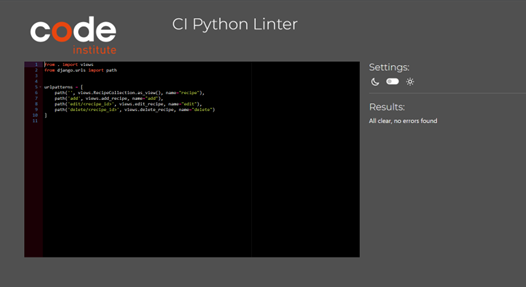 code
institute
CI Python Linter
Settings:
Results:
All clear, no errors found
1 from . import views
2 from django.urls import path
3
4
5 urlpatterns = [
6 path('', views.RecipeCollection.as_view(), name="recipe"),
7 path('add', views.add_recipe, name="add"),
8 path("edit/<recipe_id>", views.edit_recipe, name="edit"),
9 path('delete/<recipe_id>', views.delete_recipe, name="delete")
10 ]
11